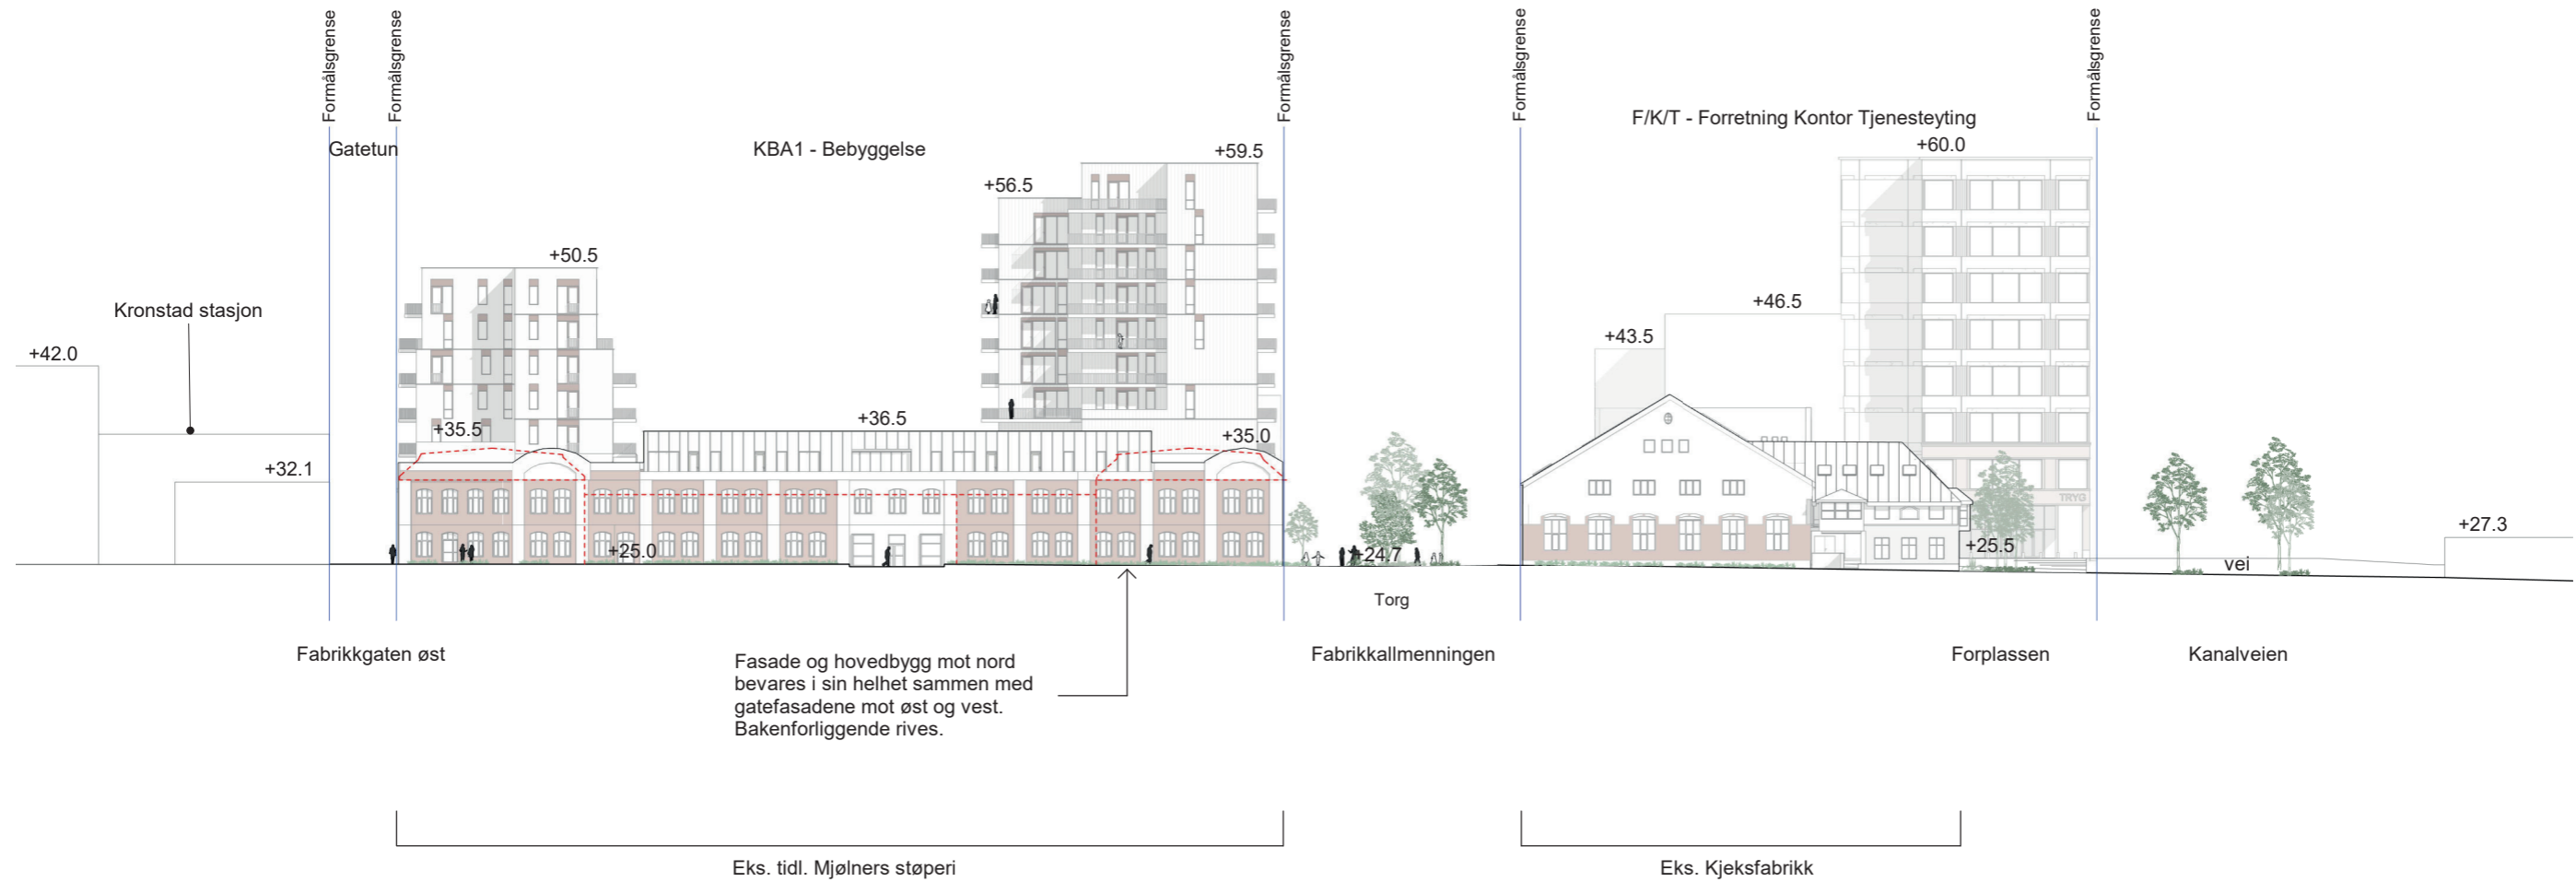 Formålsgrense
Formålsgrense
Formålsgrense
Formålsgrense
Formålsgrense
F/K/T - Forretning Kontor Tjenesteyting
Gatetun
KBA1 - Bebyggelse
+59.5
+60.0
+56.5
+50.5
Kronstad stasjon
+46.5
+43.5
+42.0
+36.5
+35.5
+35.0
+32.1
TRYG
+27.3
+25.0
+24.7
+25.5
vei
Torg
Fabrikkgaten øst
Fasade og hovedbygg mot nord
bevares i sin helhet sammen med
gatefasadene mot øst og vest.
Bakenforliggende rives.
Fabrikkallmenningen
Forplassen
Kanalveien
Eks. tidl. Mjølners støperi
Eks. Kjeksfabrikk